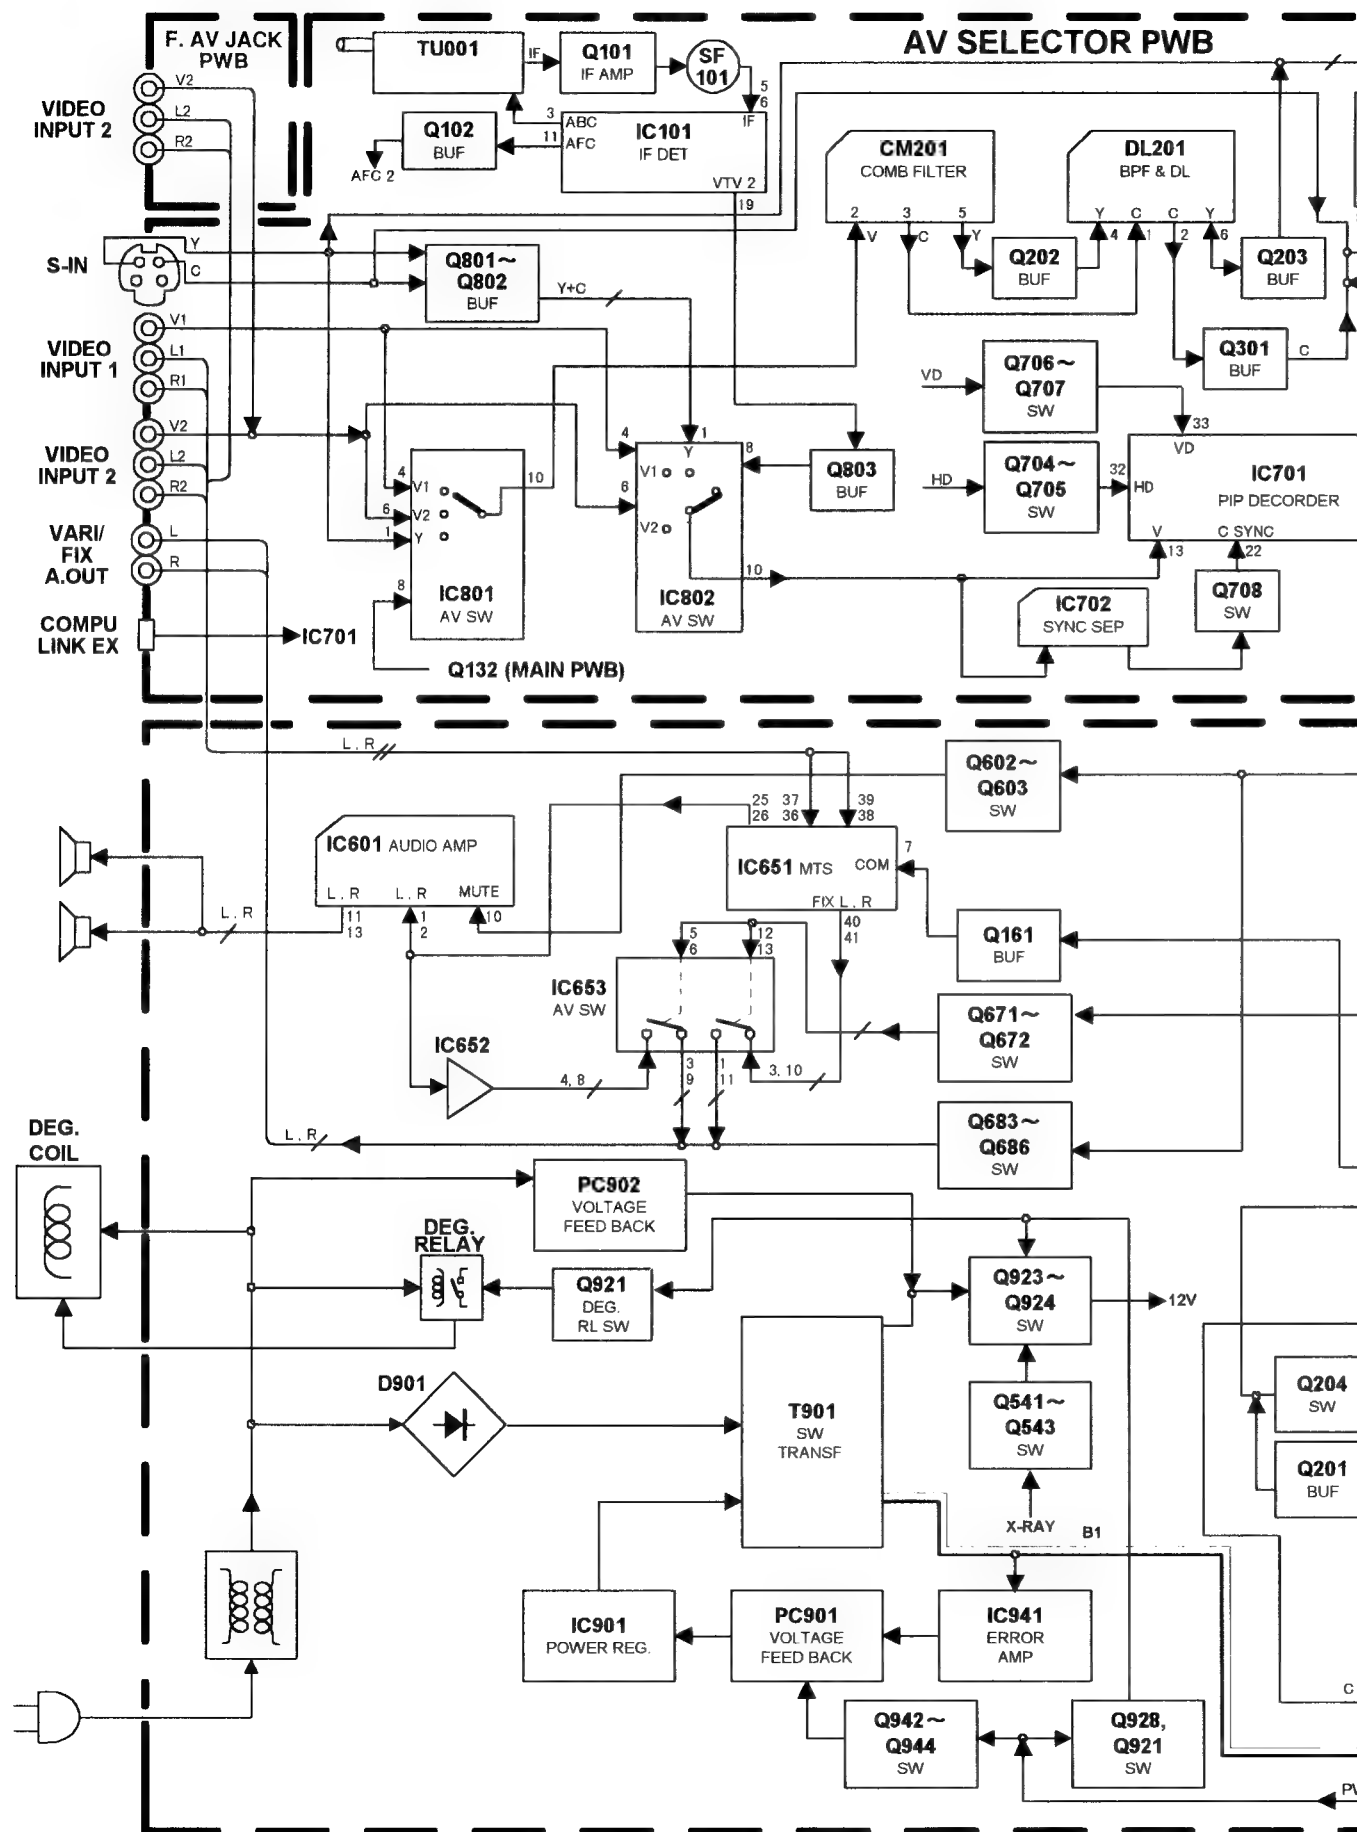 F. AV JACK
PWB
AV SELECTOR PWB
VIDEO
INPUT 2
V2
L2
R2
TU001
IF
Q101
IF AMP
SF
101
5
6
Q102
BUF
AFC 2
3
11
ABC
AFC
IC101
IF DET
IF
VTV 2
19
CM201
COMB FILTER
2
3
5
V
C
Y
DL201
BPF & DL
Y
C
C
Y
4
1
2
6
Q202
BUF
Q203
BUF
S-IN
Y
C
Q801～
Q802
BUF
Y+C
VIDEO
INPUT 1
V1
L1
R1
Q301
BUF
C
VD
Q706～
Q707
SW
33
VD
VIDEO
INPUT 2
V2
L2
R2
4
V1
6
V2
1
Y
10
8
IC801
AV SW
4
6
1
Y
V1
V2
8
10
IC802
AV SW
Q803
BUF
HD
Q704～
Q705
SW
32
HD
IC701
PIP DECORDER
V
C SYNC
13
22
VARI/
FIX
A.OUT
L
R
IC702
SYNC SEP
Q708
SW
COMPU
LINK EX
IC701
Q132 (MAIN PWB)
L . R
Q602～
Q603
SW
25
26
37
36
39
38
IC601 AUDIO AMP
L . R
L . R
MUTE
11
13
1
2
10
IC651 MTS
COM
7
FIX L . R
40
41
L . R
Q161
BUF
5
6
12
13
IC653
AV SW
Q671～
Q672
SW
IC652
4, 8
3
9
1
11
3, 10
Q683～
Q686
SW
L . R
DEG.
COIL
PC902
VOLTAGE
FEED BACK
DEG.
RELAY
Q921
DEG.
RL SW
Q923～
Q924
SW
12V
D901
T901
SW
TRANSF
Q541～
Q543
SW
X-RAY
B1
Q204
SW
Q201
BUF
IC901
POWER REG.
PC901
VOLTAGE
FEED BACK
IC941
ERROR
AMP
C
Q942～
Q944
SW
Q928,
Q921
SW